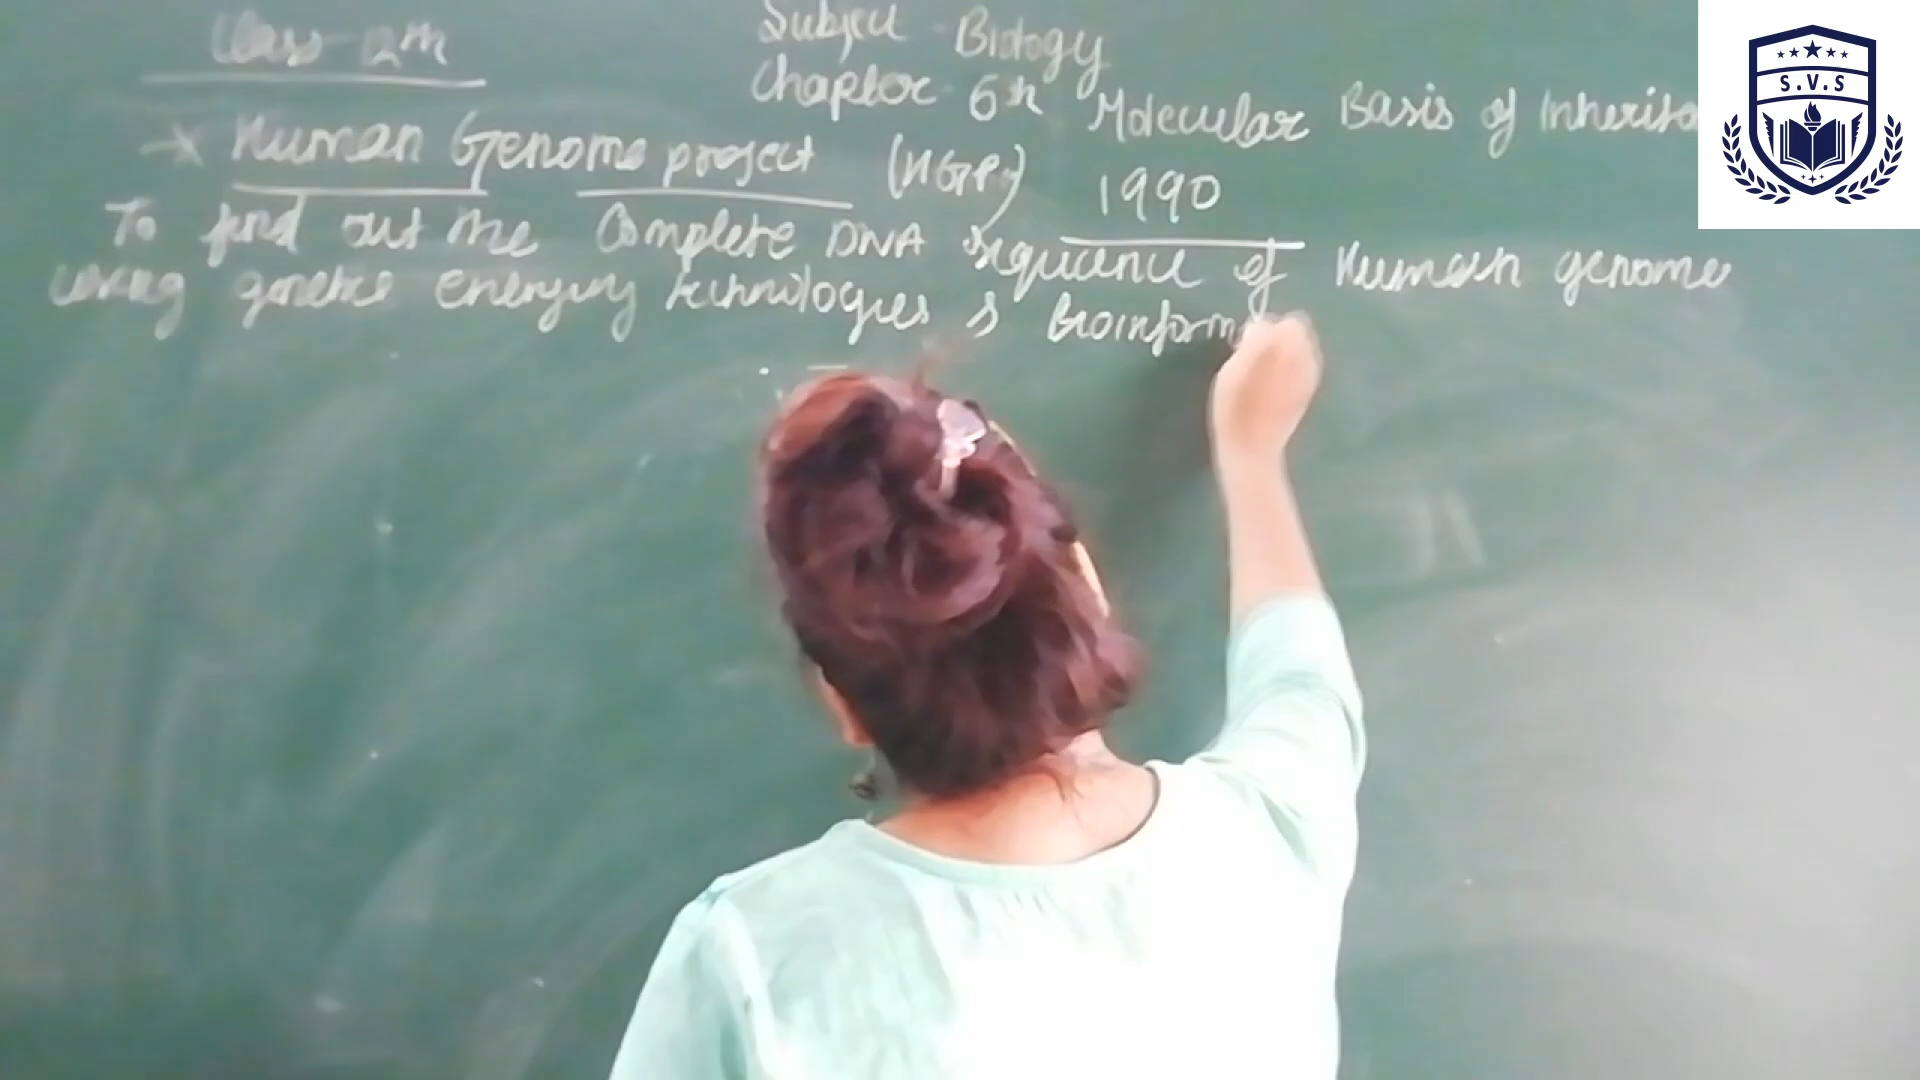 Class 12th
Subject - Biology
Chapter - 6th Molecular Basis of Inherita
Human Genome project (HGP) 1990
To find out the Complete DNA sequence of Human genome
using genetic energing technologies & Bioinform
S.V.S